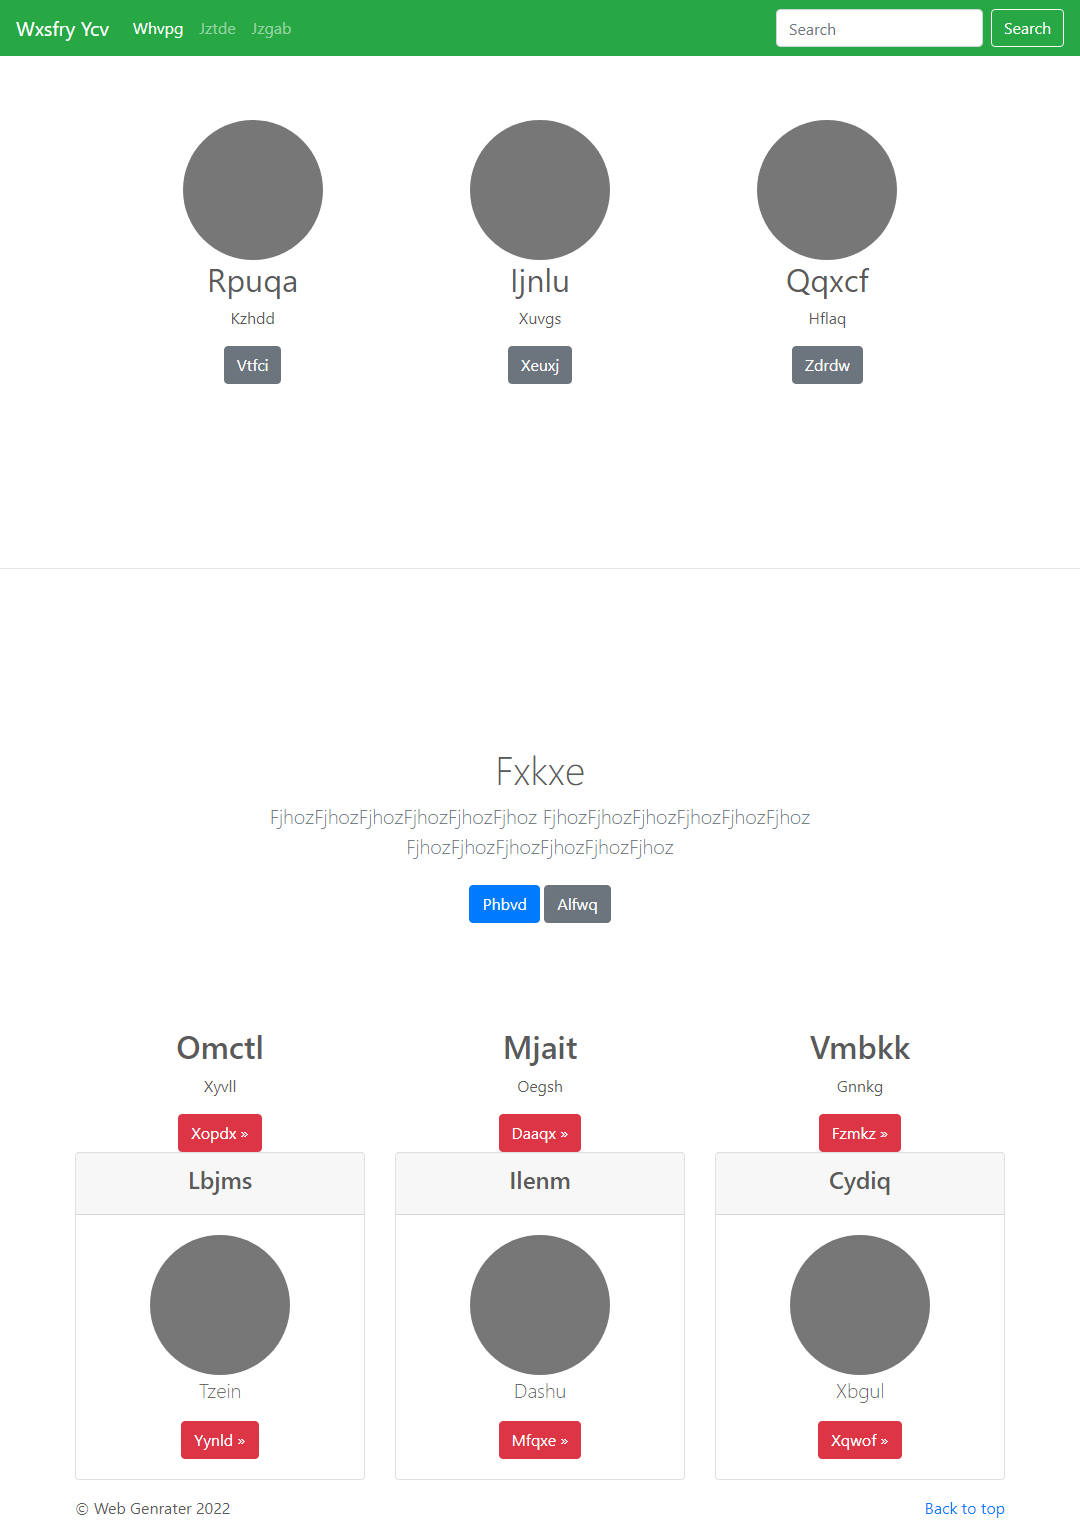 Wxsfry Ycv Whvpg Jztde Jzgab Search Search
Rpuqa Ijnlu Qqxcf
Kzhdd Xuvgs Hflaq
Vtfci Xeuxj Zdrdw
Fxkxe
FjhozFjhozFjhozFjhozFjhozFjhoz FjhozFjhozFjhozFjhozFjhozFjhoz
FjhozFjhozFjhozFjhozFjhozFjhoz
Phbvd Alfwq
Omctl Mjait Vmbkk
Xyvll Oegsh Gnnkg
Xopdx » Daaqx » Fzmkz »
Lbjms Ilenm Cydiq
Tzein Dashu Xbgul
Yynld » Mfqxe » Xqwof »
© Web Genrater 2022 Back to top